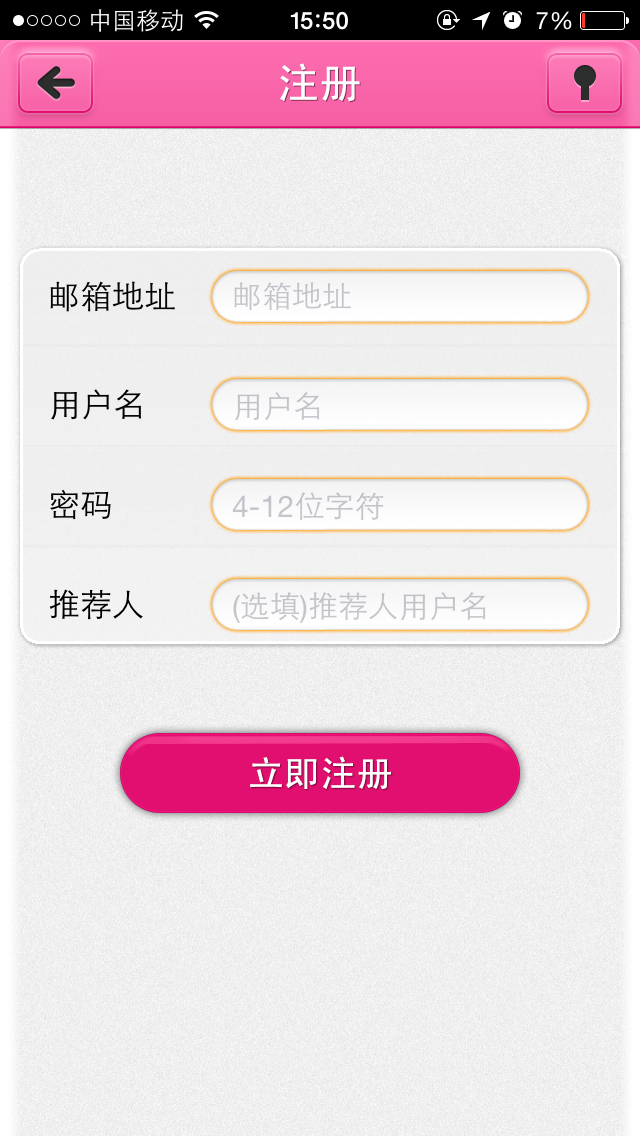 中国移动 15:50 7%
注册
邮箱地址 邮箱地址
用户名 用户名
密码 4-12位字符
推荐人 (选填)推荐人用户名
立即注册